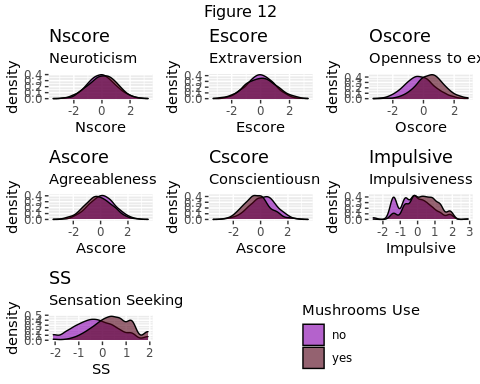 Figure 12
Nscore
Neuroticism
density
0.4
0.3
0.2
0.1
0.0
-2 0 2
Nscore
Escore
Extraversion
density
0.4
0.3
0.2
0.1
0.0
-2 0 2
Escore
Oscore
Openness to ex
density
0.4
0.3
0.2
0.1
0.0
-2 0 2
Oscore
Ascore
Agreeableness
density
0.4
0.3
0.2
0.1
0.0
-2 0 2
Ascore
Cscore
Conscientiousn
density
0.4
0.3
0.2
0.1
0.0
-2 0 2
Ascore
Impulsive
Impulsiveness
density
0.4
0.3
0.2
0.1
0.0
-2 -1 0 1 2 3
Impulsive
SS
Sensation Seeking
density
0.5
0.4
0.3
0.2
0.1
0.0
-2 -1 0 1 2
SS
Mushrooms Use
no
yes